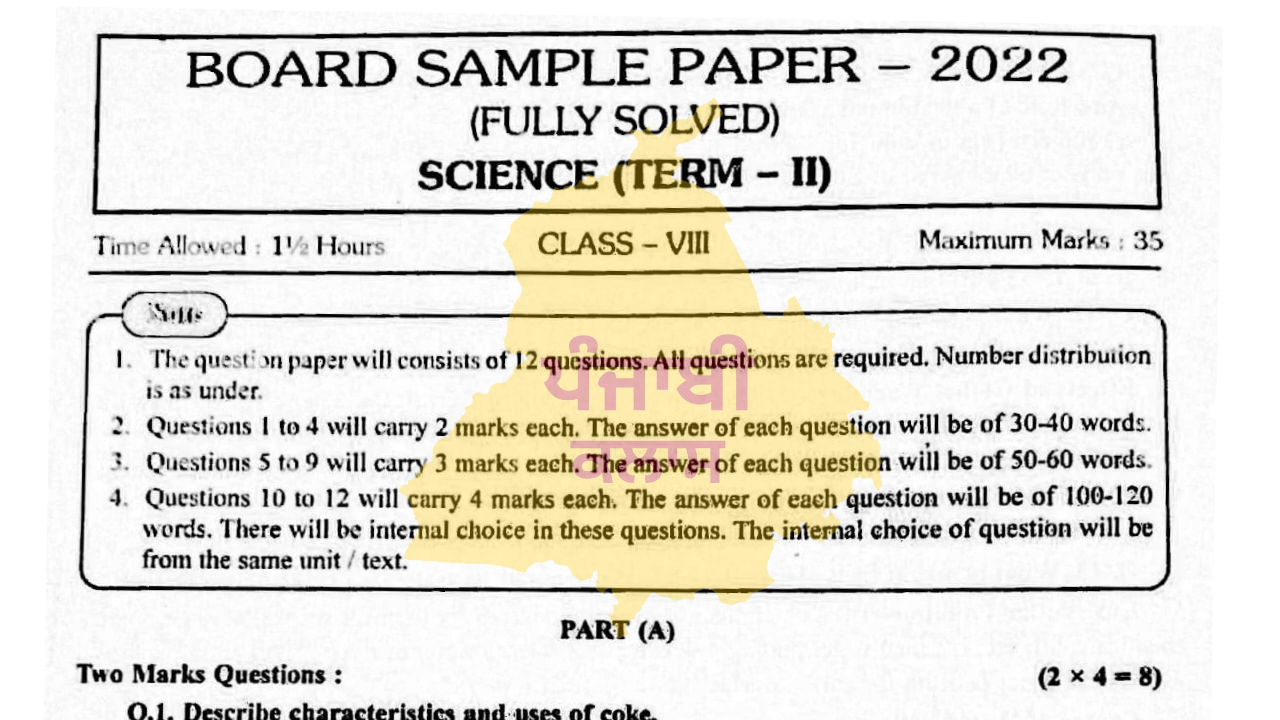 BOARD SAMPLE PAPER – 2022
(FULLY SOLVED)
SCIENCE (TERM – II)
Time Allowed : 1½ Hours CLASS – VIII Maximum Marks : 35
Note
1. The question paper will consists of 12 questions. All questions are required. Number distribution
is as under.
2. Questions 1 to 4 will carry 2 marks each. The answer of each question will be of 30-40 words.
3. Questions 5 to 9 will carry 3 marks each. The answer of each question will be of 50-60 words.
4. Questions 10 to 12 will carry 4 marks each. The answer of each question will be of 100-120
words. There will be internal choice in these questions. The internal choice of question will be
from the same unit / text.
ਪੰਜਾਬੀ
ਕਲਾਸ
PART (A)
Two Marks Questions : (2 × 4 = 8)
Q.1. Describe characteristics and uses of coke.